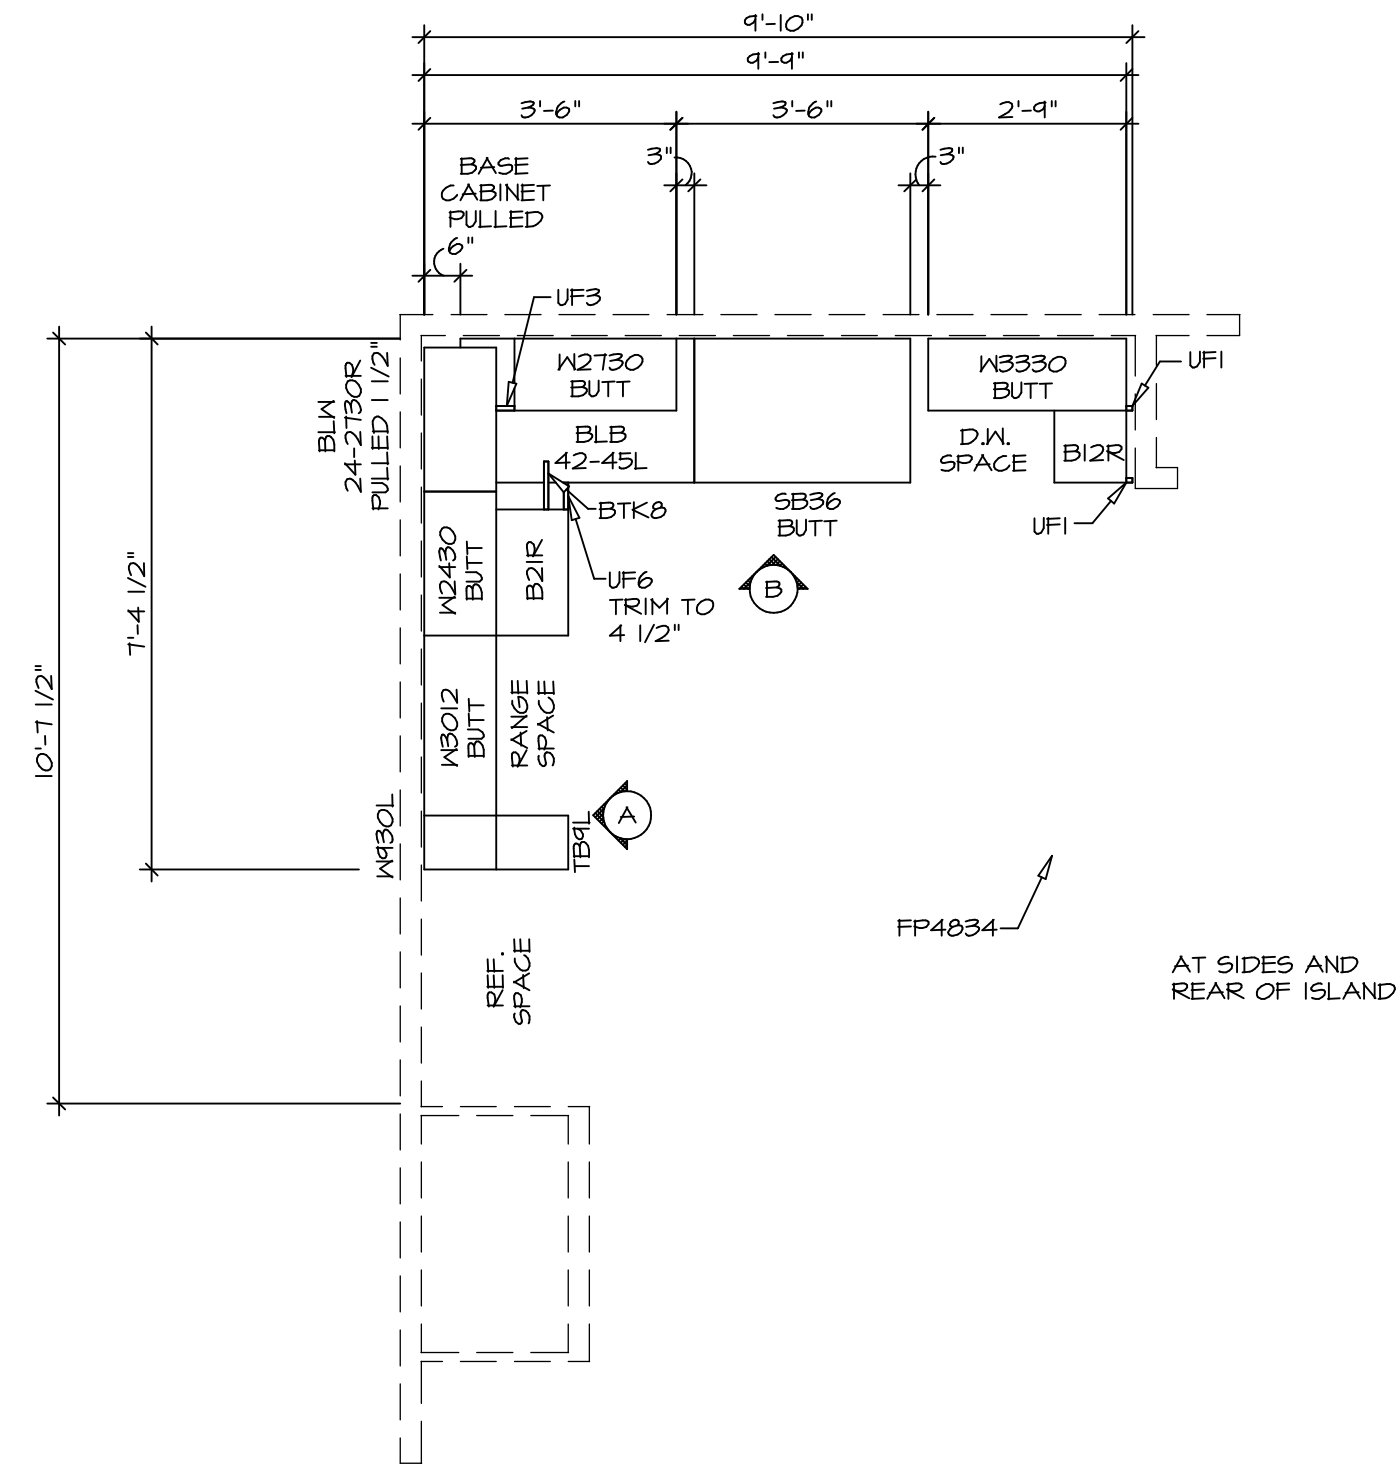 9'-10"
9'-9"
3'-6"
3'-6"
2'-9"
3"
3"
BASE
CABINET
PULLED
6"
UF3
BLW
24-2730R
PULLED 1 1/2"
W2730
BUTT
W3330
BUTT
UF1
BLB
42-45L
D.W.
SPACE
B12R
BTK8
SB36
BUTT
UF1
W2430
BUTT
B21R
UF6
TRIM TO
4 1/2"
B
7'-4 1/2"
10'-7 1/2"
W3012
BUTT
RANGE
SPACE
W930L
TB9L
A
FP4834
REF.
SPACE
AT SIDES AND
REAR OF ISLAND